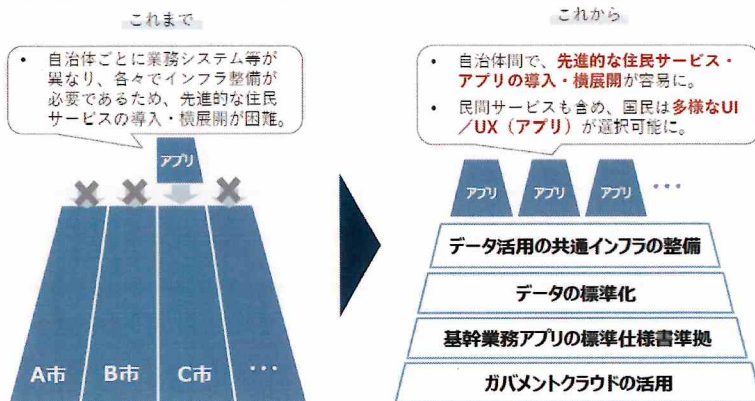 これまで
• 自治体ごとに業務システム等が
異なり、各々でインフラ整備が
必要であるため、先進的な住民
サービスの導入・横展開が困難。
アプリ
A市
B市
C市
・・・
これから
• 自治体間で、先進的な住民サービス・
アプリの導入・横展開が容易に。
• 民間サービスも含め、国民は多様なUI
／UX（アプリ）が選択可能に。
アプリ
アプリ
アプリ
・・・
データ活用の共通インフラの整備
データの標準化
基幹業務アプリの標準仕様書準拠
ガバメントクラウドの活用